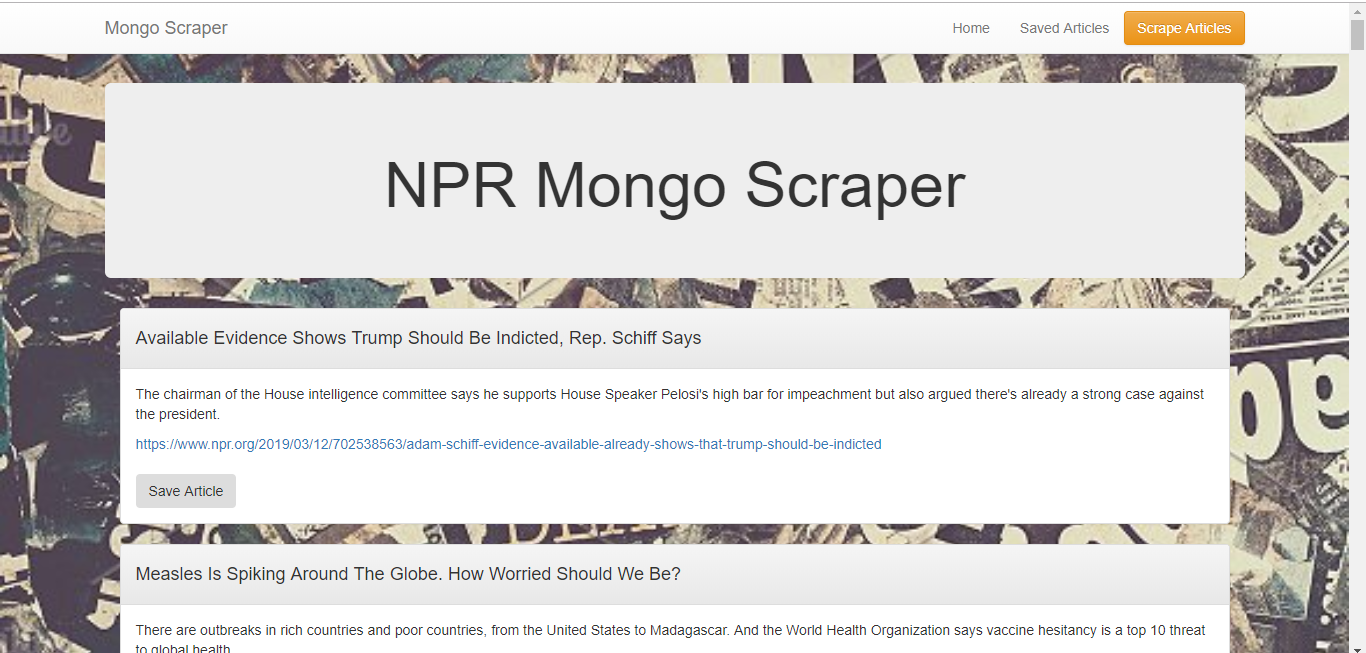 Mongo Scraper
Home
Saved Articles
Scrape Articles
NPR Mongo Scraper
Stars
Available Evidence Shows Trump Should Be Indicted, Rep. Schiff Says
The chairman of the House intelligence committee says he supports House Speaker Pelosi's high bar for impeachment but also argued there's already a strong case against
the president.
https://www.npr.org/2019/03/12/702538563/adam-schiff-evidence-available-already-shows-that-trump-should-be-indicted
Save Article
Measles Is Spiking Around The Globe. How Worried Should We Be?
There are outbreaks in rich countries and poor countries, from the United States to Madagascar. And the World Health Organization says vaccine hesitancy is a top 10 threat
to global health